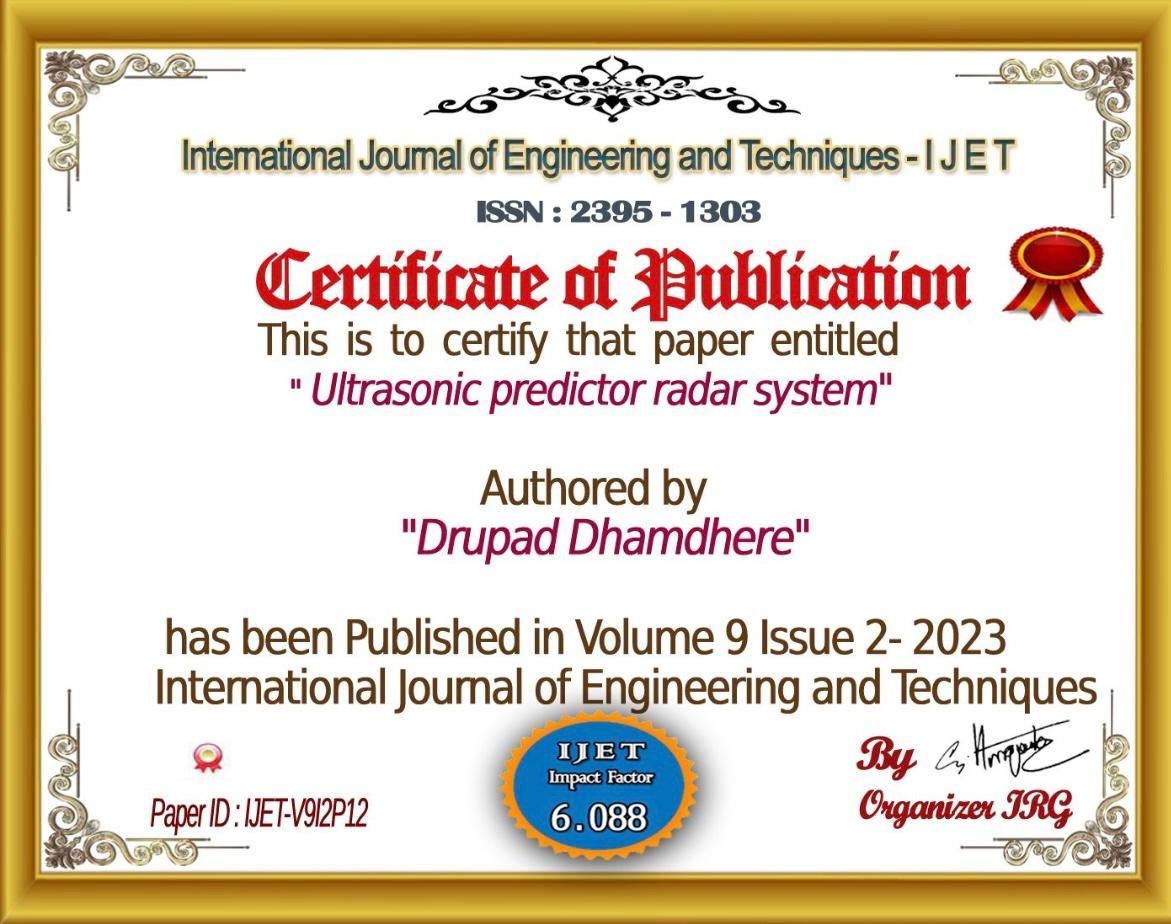 International Journal of Engineering and Techniques - I J E T
ISSN : 2395 - 1303
Certificate of Publication
This is to certify that paper entitled
" Ultrasonic predictor radar system"
Authored by
"Drupad Dhamdhere"
has been Published in Volume 9 Issue 2- 2023
International Journal of Engineering and Techniques
IJET
Impact Factor
6.088
Paper ID : IJET-V9I2P12
By
Organizer IRG